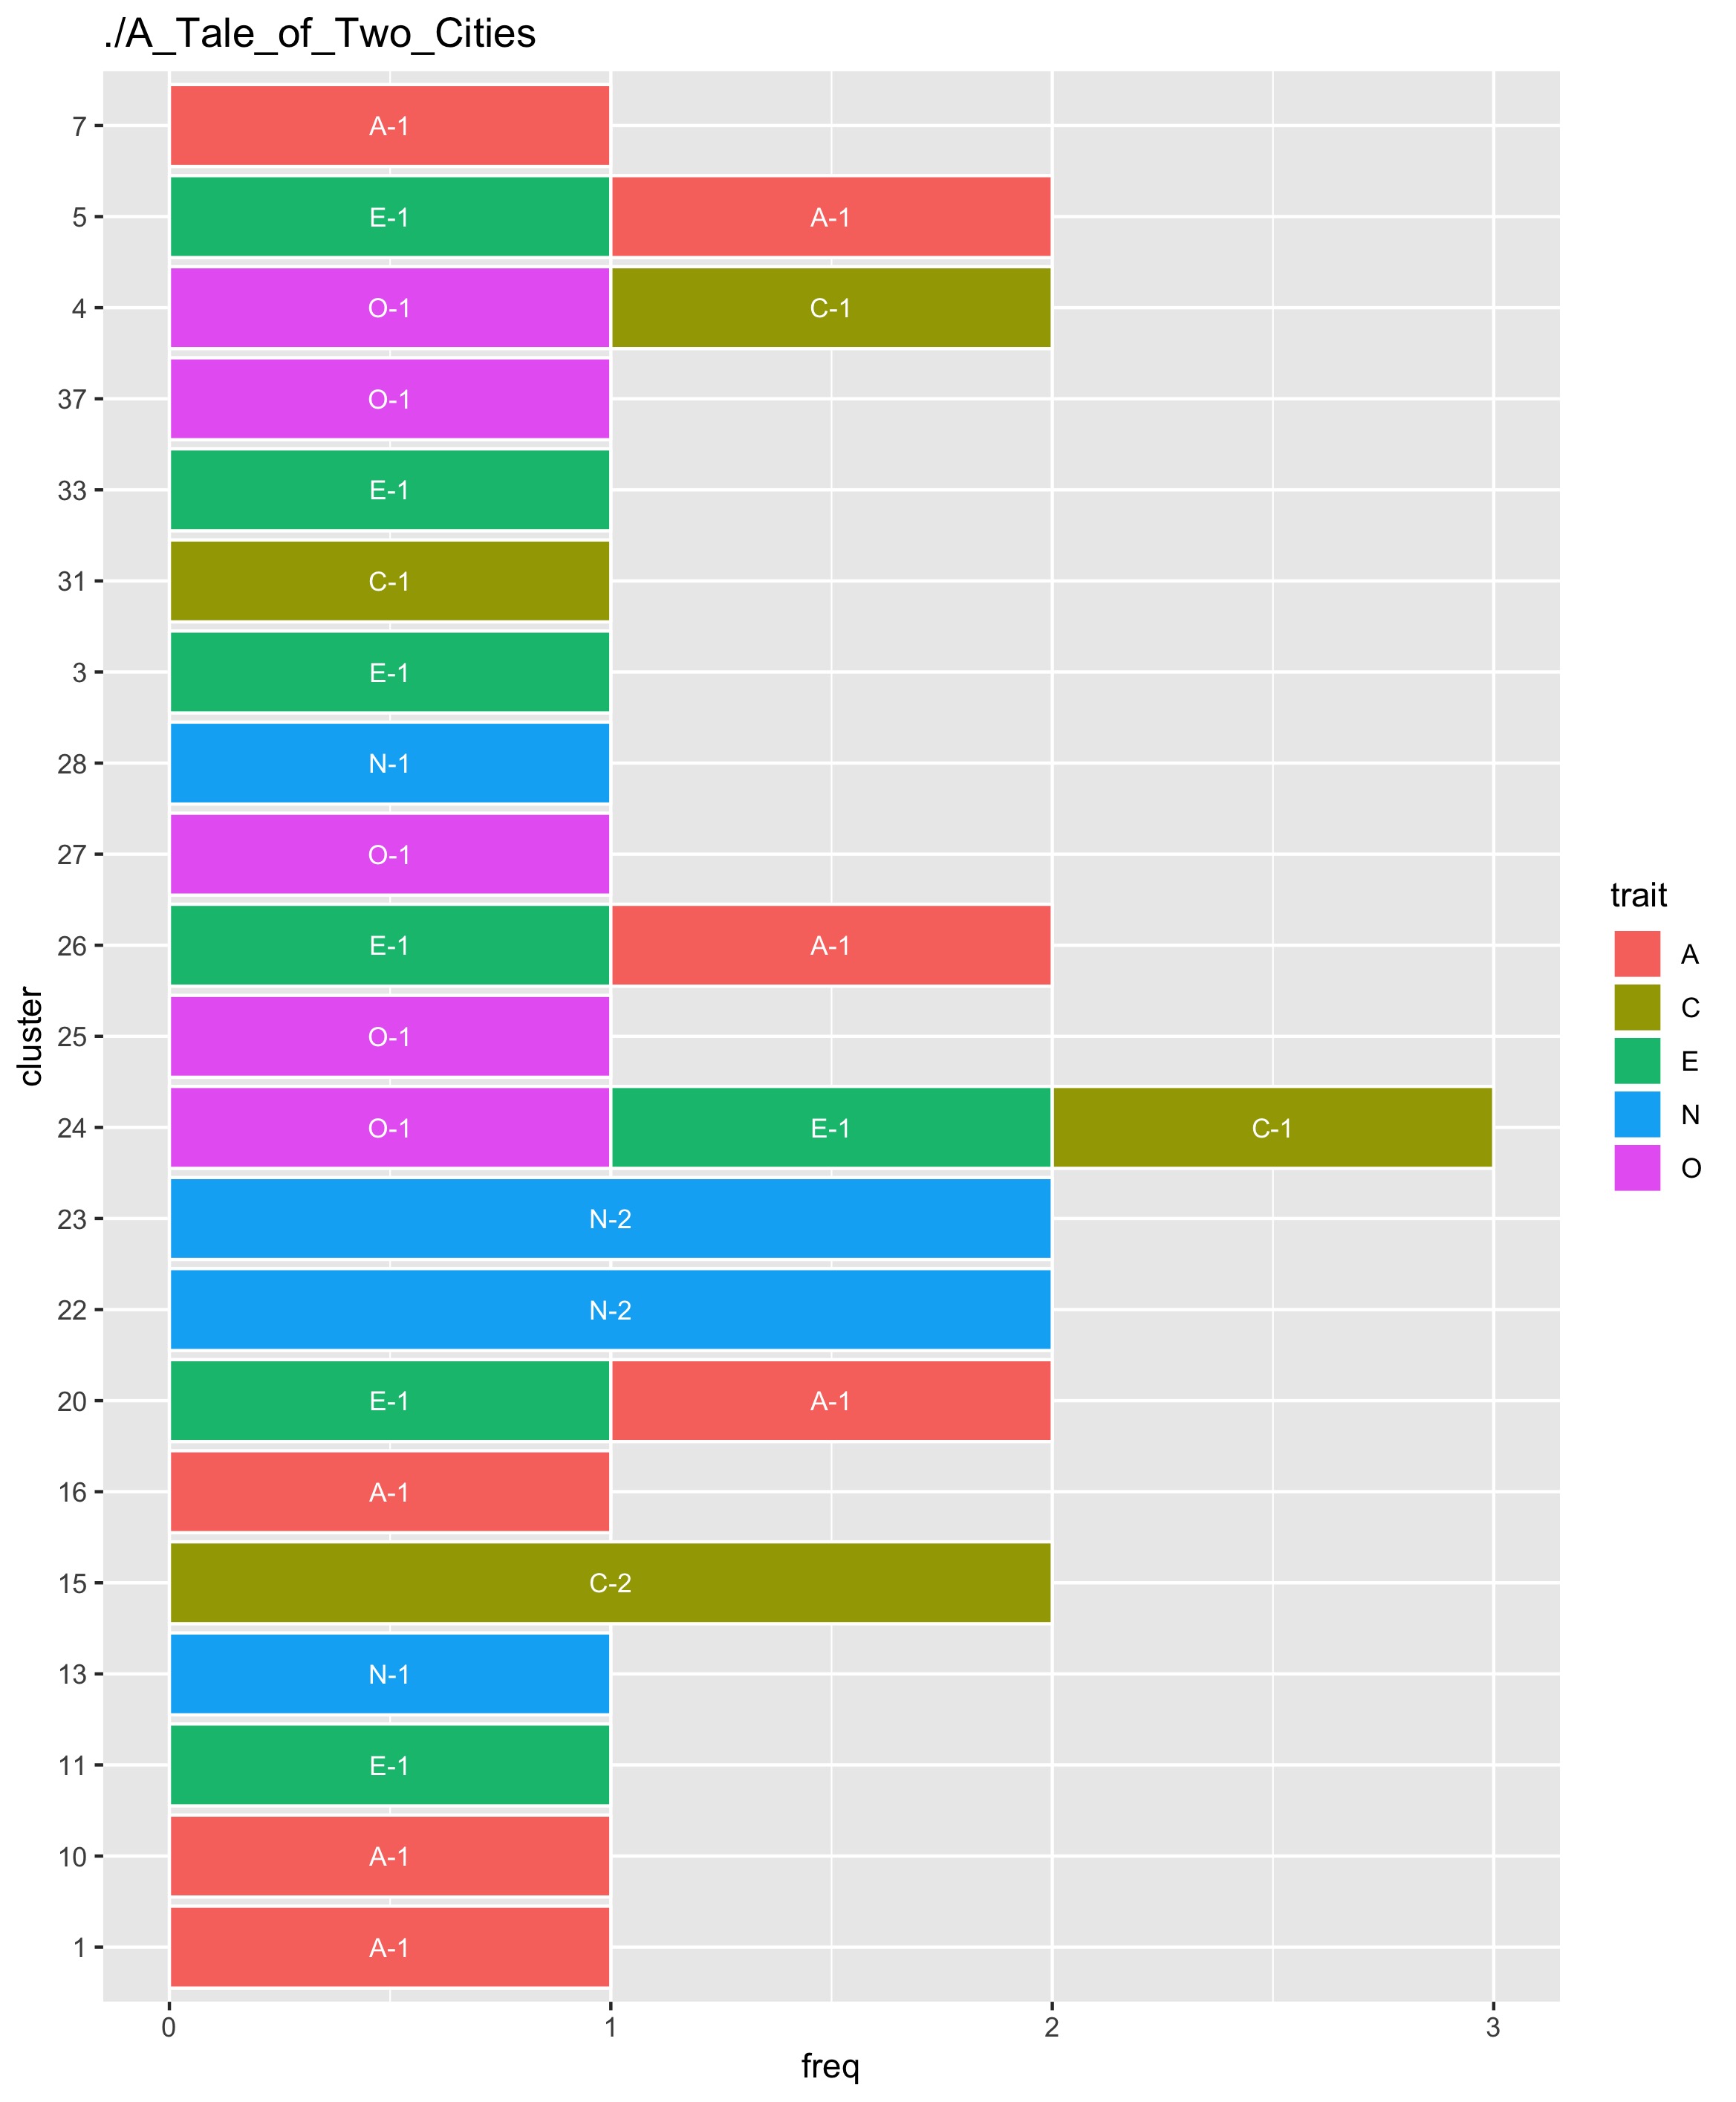 ./A_Tale_of_Two_Cities
7 A-1
5 E-1 A-1
4 O-1 C-1
37 O-1
33 E-1
31 C-1
3 E-1
28 N-1
27 O-1
26 E-1 A-1
25 O-1
24 O-1 E-1 C-1
23 N-2
22 N-2
20 E-1 A-1
16 A-1
15 C-2
13 N-1
11 E-1
10 A-1
1 A-1
0 1 2 3
freq
cluster
trait
A
C
E
N
O